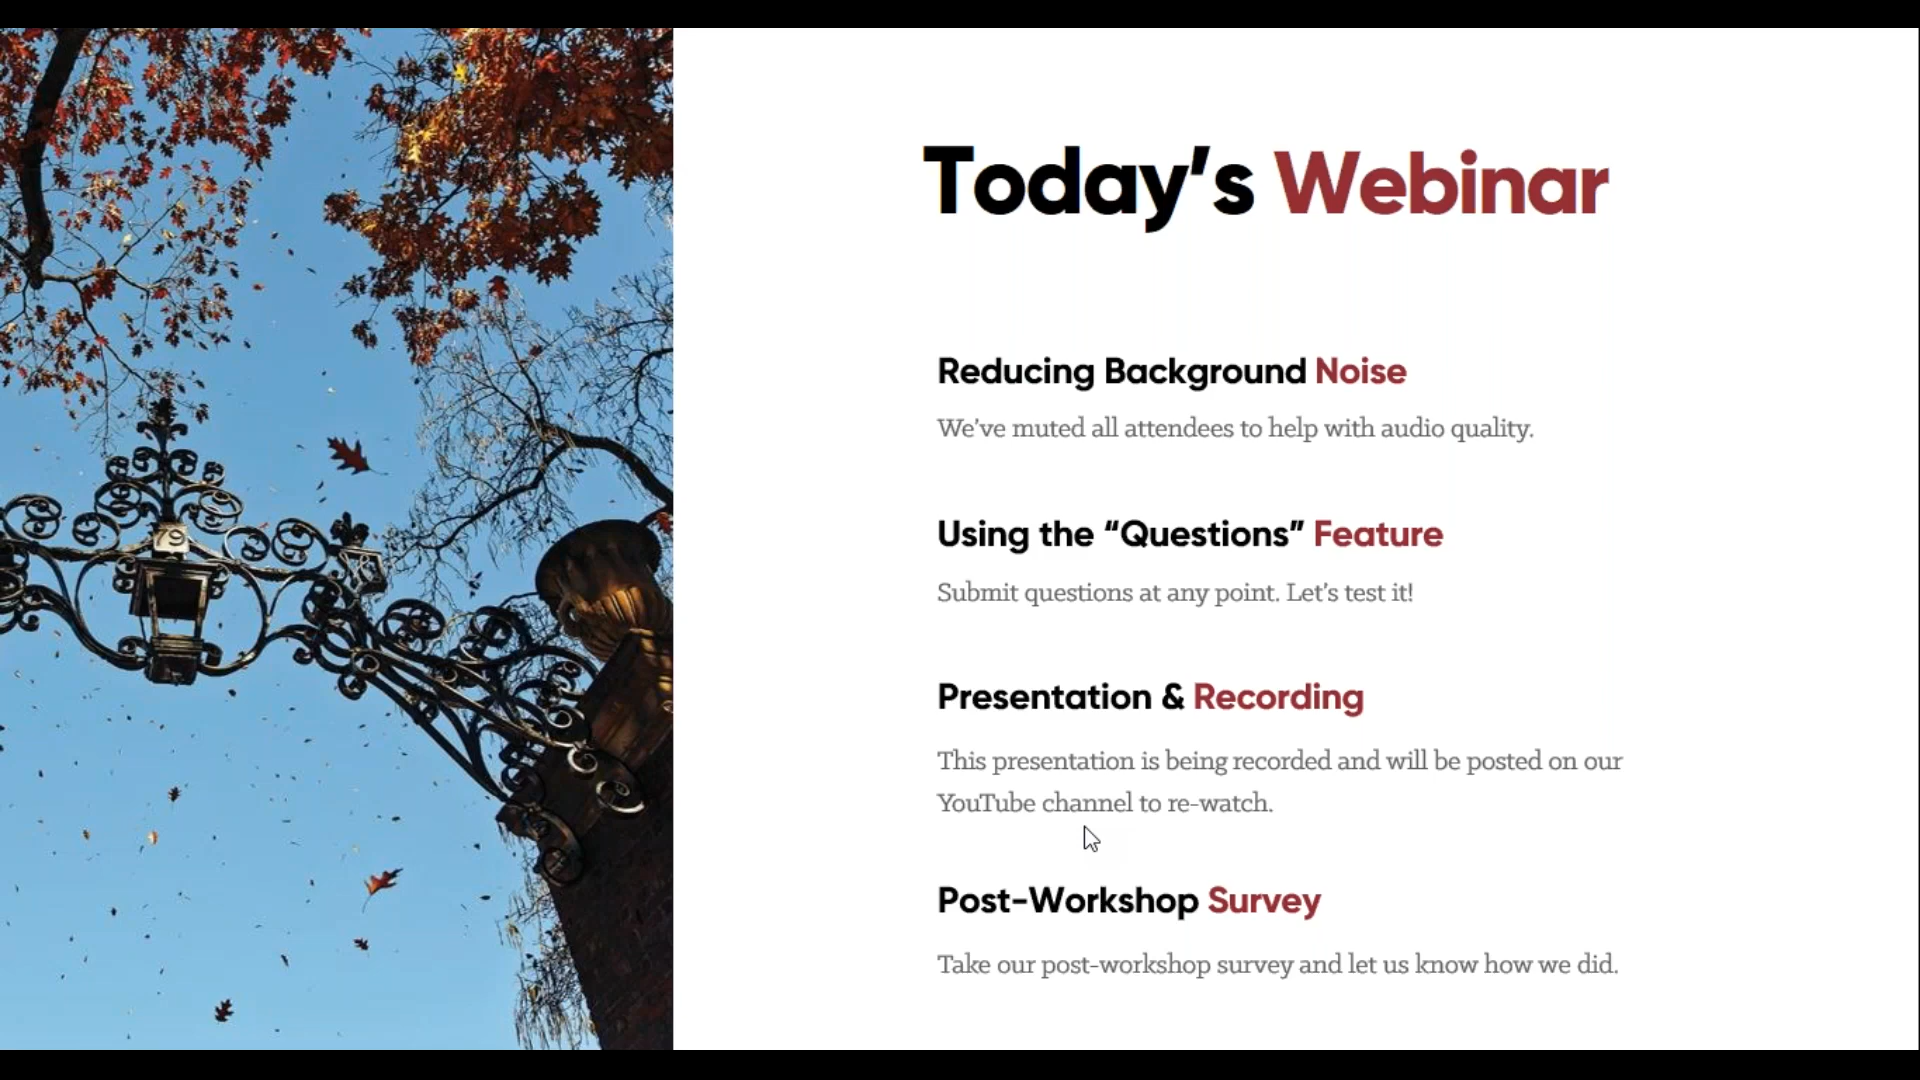 Today’s Webinar
Reducing Background Noise
We’ve muted all attendees to help with audio quality.
Using the “Questions” Feature
Submit questions at any point. Let’s test it!
Presentation & Recording
This presentation is being recorded and will be posted on our
YouTube channel to re-watch.
Post-Workshop Survey
Take our post-workshop survey and let us know how we did.
79